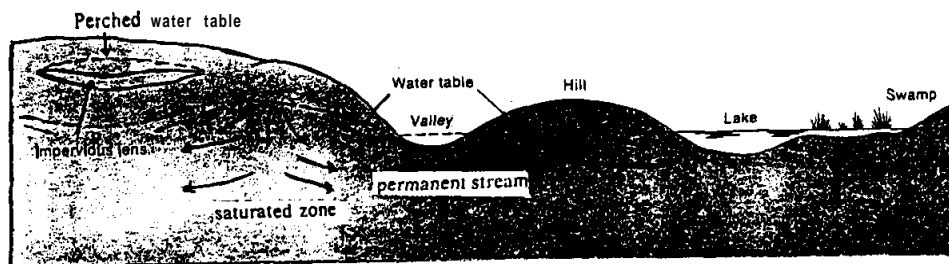 Perched water table
Water table
Hill
Swamp
Valley
Lake
Impervious lens
permanent stream
saturated zone